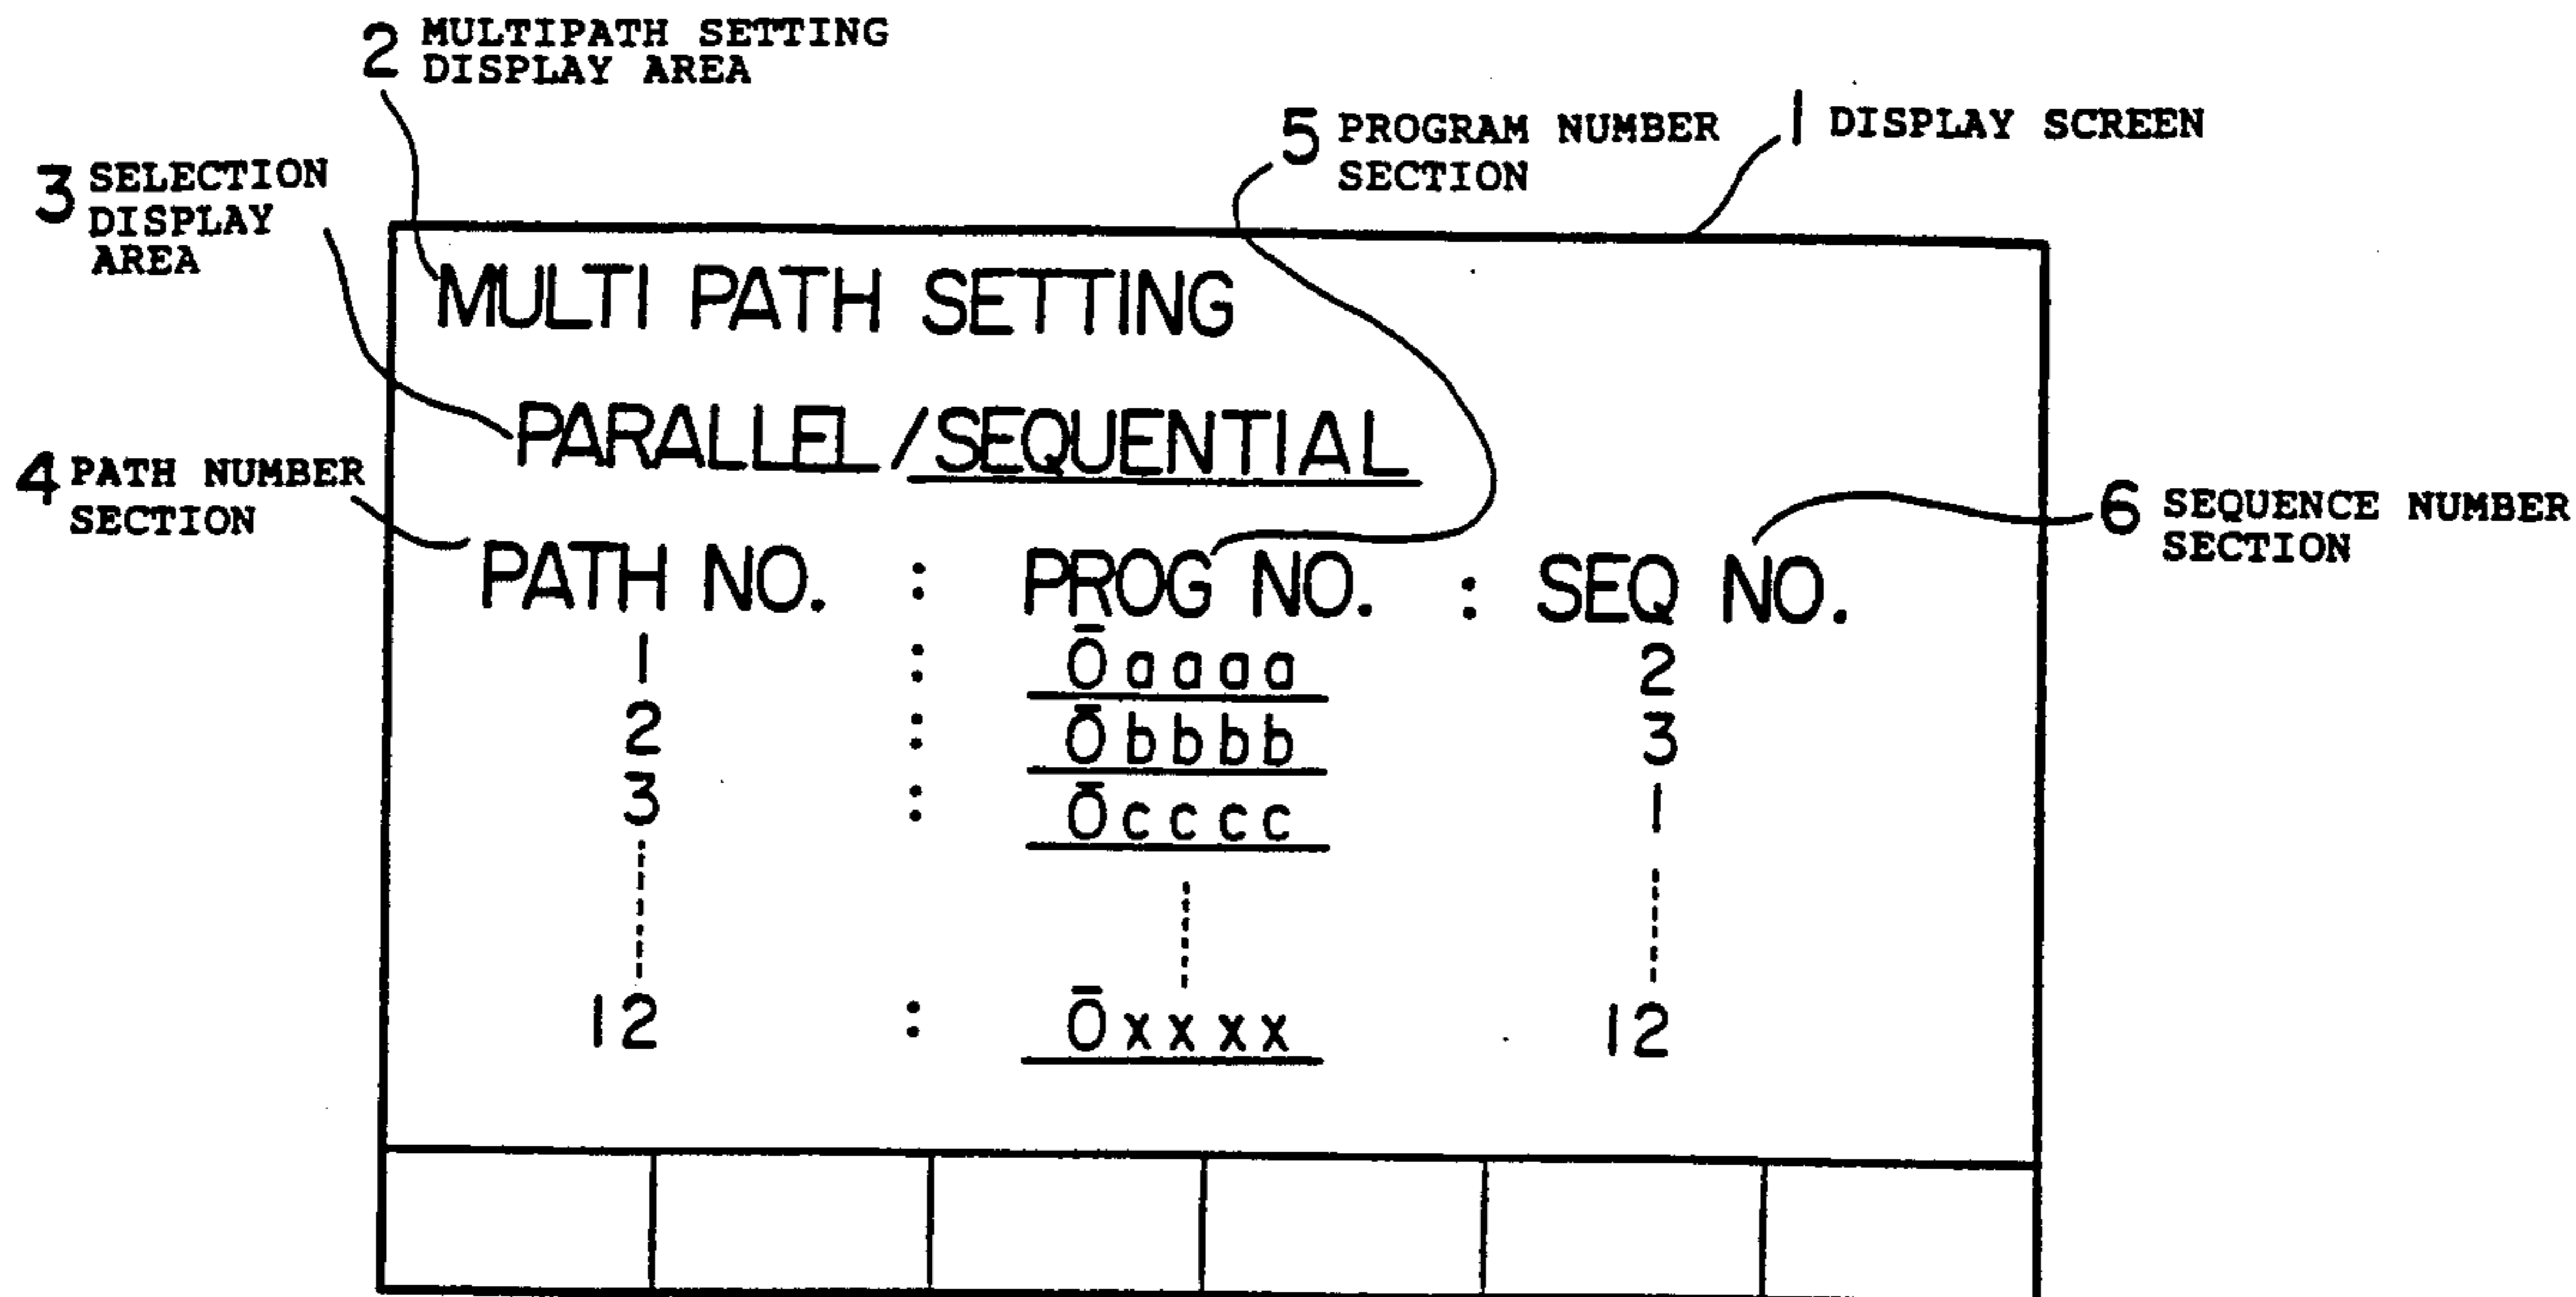 2 MULTIPATH SETTING
DISPLAY AREA
5 PROGRAM NUMBER
SECTION
1 DISPLAY SCREEN
3 SELECTION
DISPLAY
AREA
MULTI PATH SETTING
PARALLEL/SEQUENTIAL
4 PATH NUMBER
SECTION
6 SEQUENCE NUMBER
SECTION
PATH NO. : PROG NO. : SEQ NO.
1 : Ōaaaa 2
2 : Ōbbbb 3
3 : Ōcccc 1
12 : Ōxxxx 12